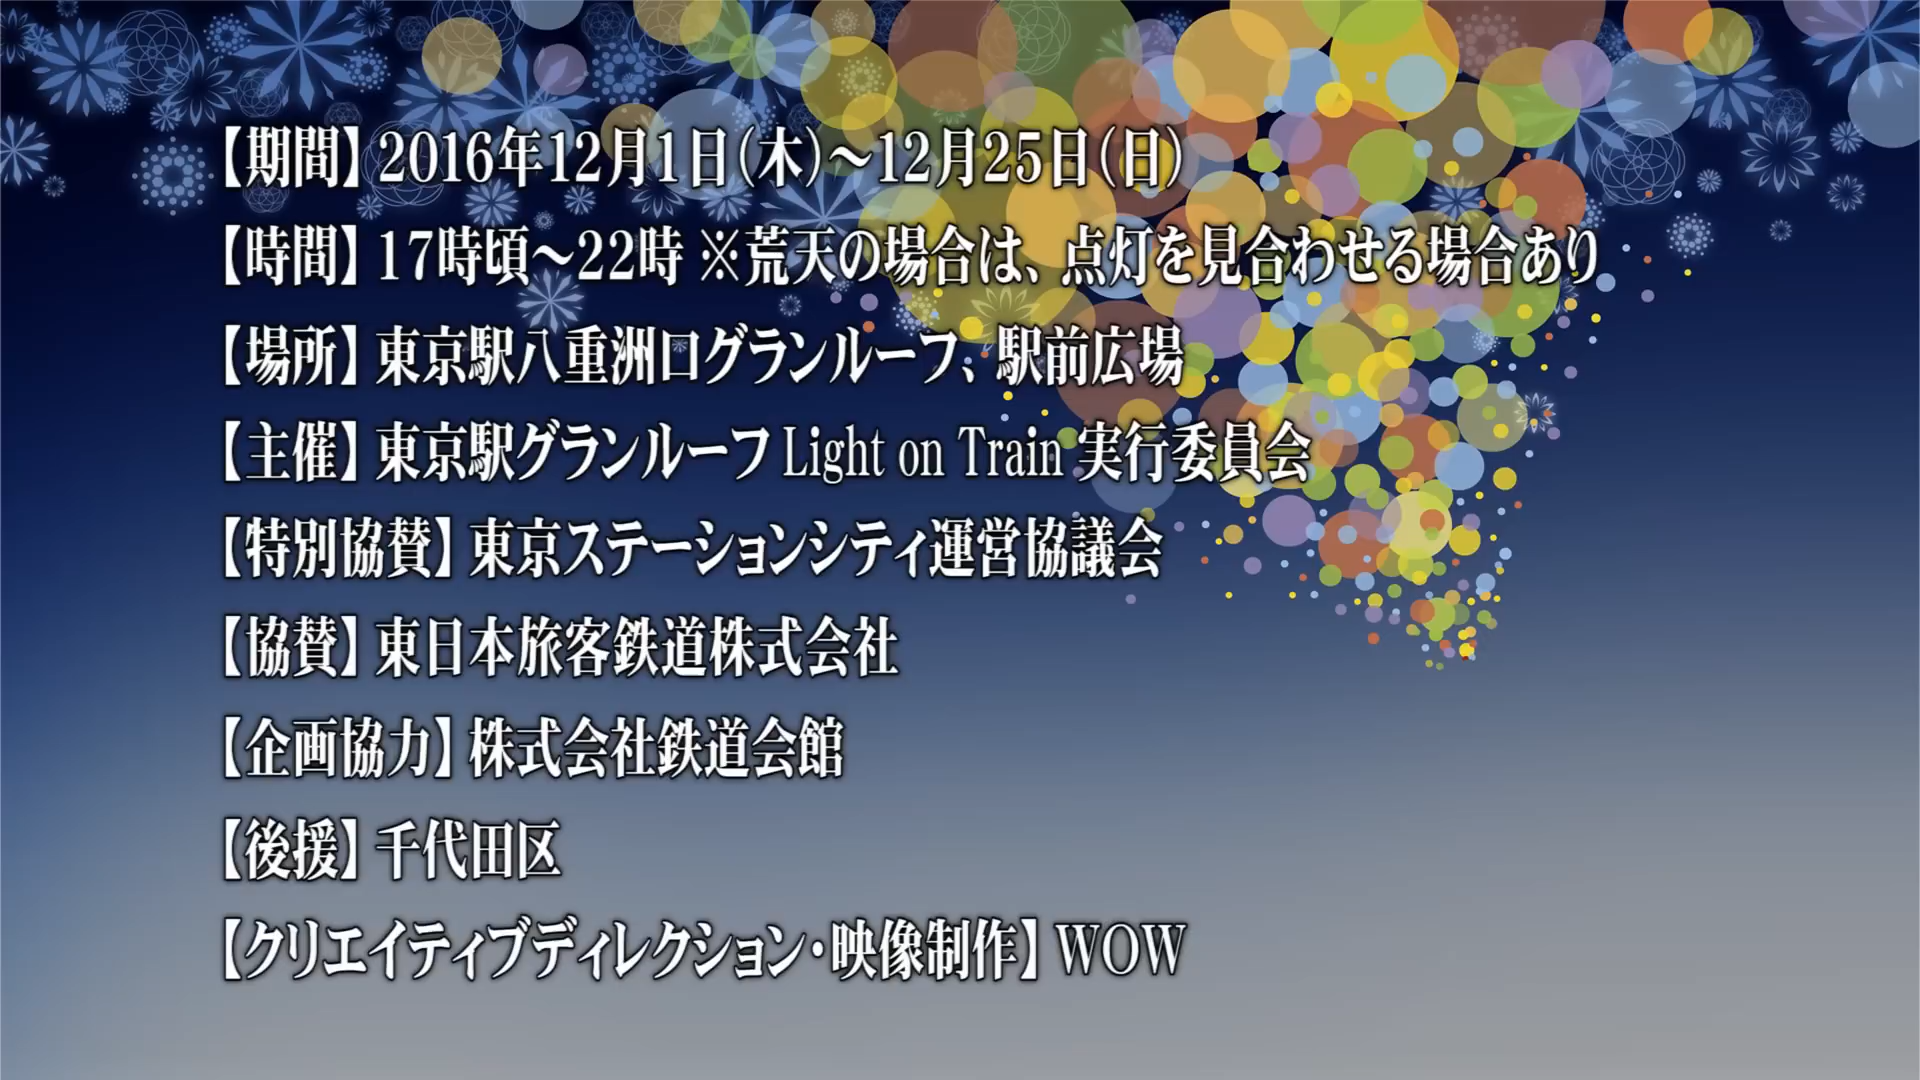 【期間】2016年12月1日（木）～12月25日（日）
【時間】17時頃～22時 ※荒天の場合は、点灯を見合わせる場合あり
【場所】東京駅八重洲口グランルーフ、駅前広場
【主催】東京駅グランルーフ Light on Train 実行委員会
【特別協賛】東京ステーションシティ運営協議会
【協賛】東日本旅客鉄道株式会社
【企画協力】株式会社鉄道会館
【後援】千代田区
【クリエイティブディレクション・映像制作】WOW